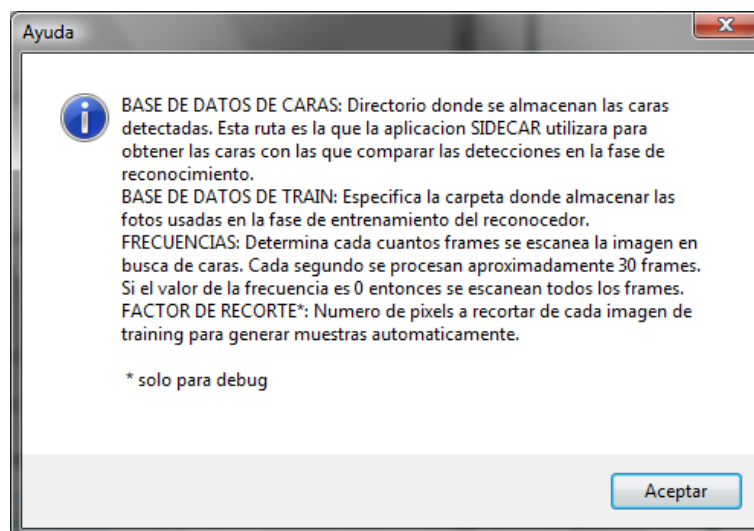 Ayuda
BASE DE DATOS DE CARAS: Directorio donde se almacenan las caras
detectadas. Esta ruta es la que la aplicacion SIDECAR utilizara para
obtener las caras con las que comparar las detecciones en la fase de
reconocimiento.
BASE DE DATOS DE TRAIN: Especifica la carpeta donde almacenar las
fotos usadas en la fase de entrenamiento del reconocedor.
FRECUENCIAS: Determina cada cuantos frames se escanea la imagen en
busca de caras. Cada segundo se procesan aproximadamente 30 frames.
Si el valor de la frecuencia es 0 entonces se escanean todos los frames.
FACTOR DE RECORTE*: Numero de pixels a recortar de cada imagen de
training para generar muestras automaticamente.
* solo para debug
Aceptar